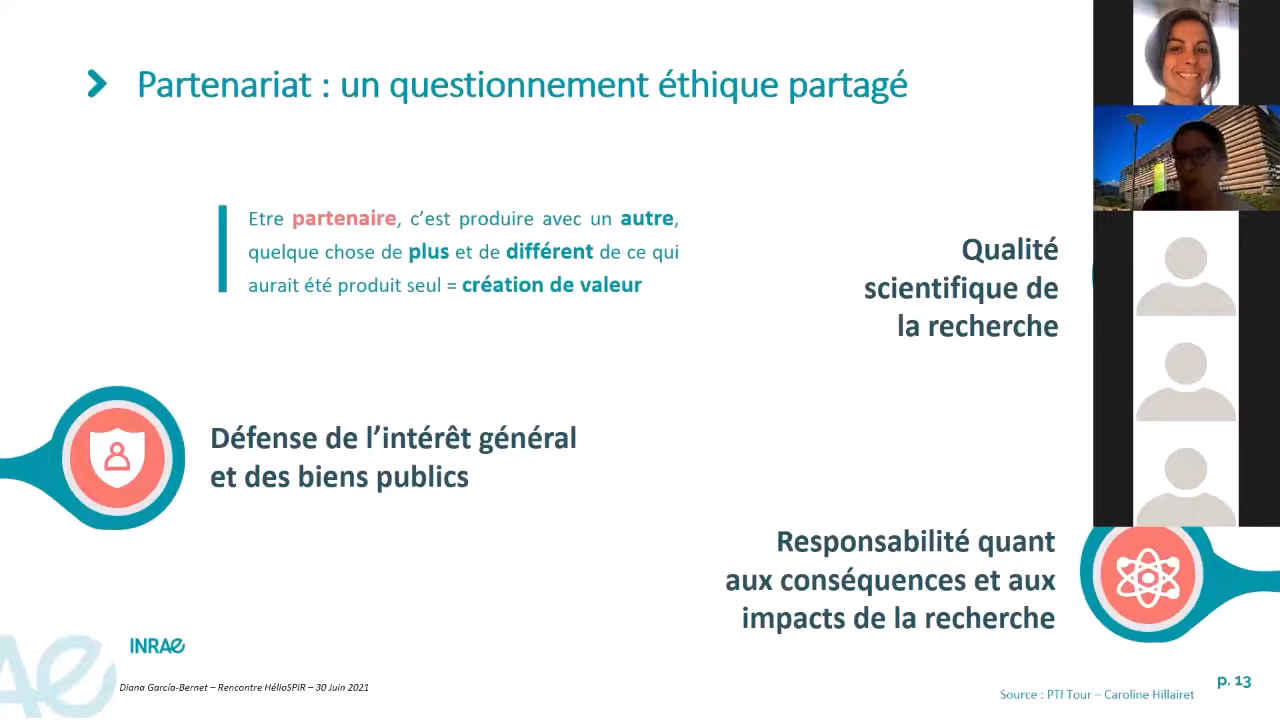 Partenariat : un questionnement éthique partagé
Etre partenaire, c’est produire avec un autre,
quelque chose de plus et de différent de ce qui
aurait été produit seul = création de valeur
Qualité
scientifique de
la recherche
Défense de l’intérêt général
et des biens publics
Responsabilité quant
aux conséquences et aux
impacts de la recherche
INRAE
Diana García-Bernet – Rencontre HélioSPIR – 30 Juin 2021
Source : PTI Tour – Caroline Hillairet
p. 13